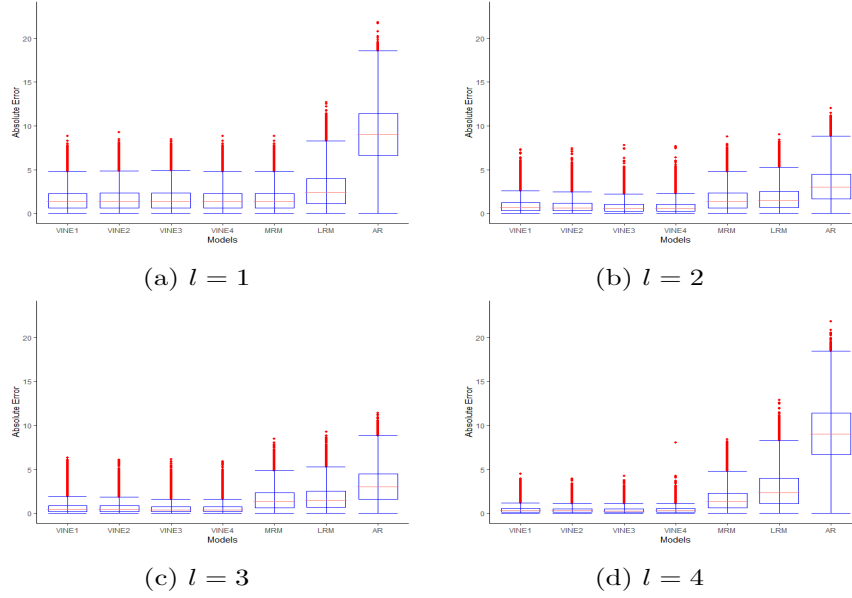 20
15
10
5
0
Absolute Error
VINE1 VINE2 VINE3 VINE4 MRM LRM AR
Models
(a) l = 1
20
15
10
5
0
Absolute Error
VINE1 VINE2 VINE3 VINE4 MRM LRM AR
Models
(b) l = 2
20
15
10
5
0
Absolute Error
VINE1 VINE2 VINE3 VINE4 MRM LRM AR
Models
(c) l = 3
20
15
10
5
0
Absolute Error
VINE1 VINE2 VINE3 VINE4 MRM LRM AR
Models
(d) l = 4